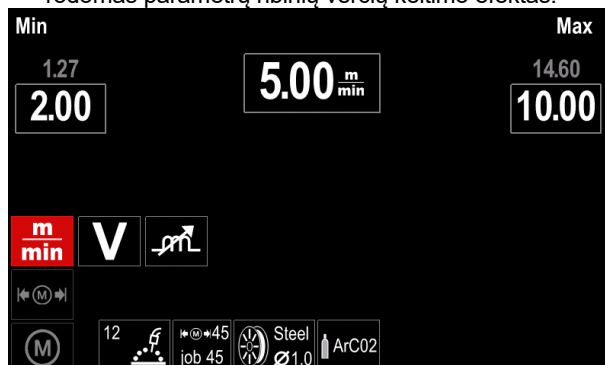 rodomas parametrų ribinių verčių keitimo efektas:
Min Max
1.27 5.00 m/min 14.60
2.00 10.00
m/min V
M
M 12 M 45 job 45 Steel Ø1.0 ArC02